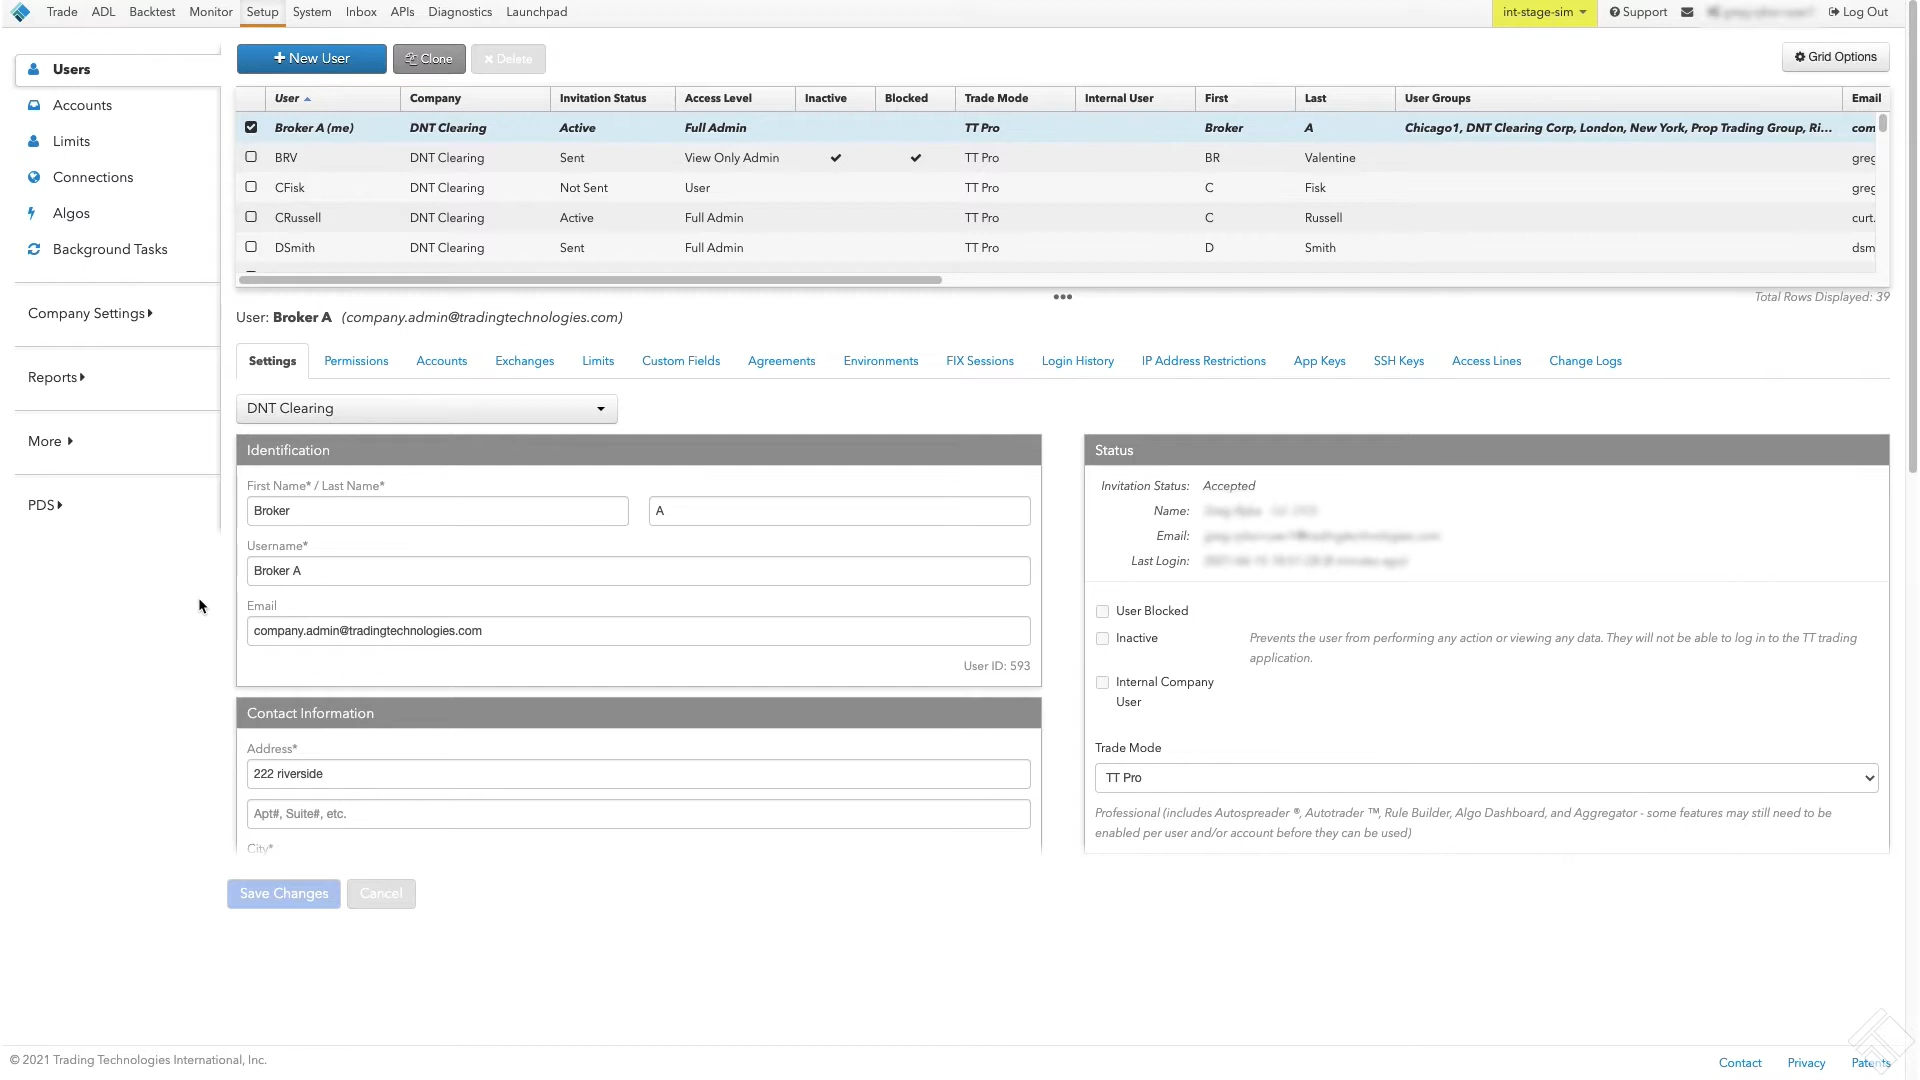 Trade ADL Backtest Monitor Setup System Inbox APIs Diagnostics Launchpad int-stage-sim Support Log Out
Users
Accounts
Limits
Connections
Algos
Background Tasks
Company Settings
Reports
More
PDS
New User Clone Delete Grid Options
User Company Invitation Status Access Level Inactive Blocked Trade Mode Internal User First Last User Groups Email
Broker A (me) DNT Clearing Active Full Admin TT Pro Broker A Chicago1, DNT Clearing Corp, London, New York, Prop Trading Group, Ri... com
BRV DNT Clearing Sent View Only Admin TT Pro BR Valentine greg
CFisk DNT Clearing Not Sent User TT Pro C Fisk greg
CRussell DNT Clearing Active Full Admin TT Pro C Russell curt.
DSmith DNT Clearing Sent Full Admin TT Pro D Smith dsm
Total Rows Displayed: 39
User: Broker A (company.admin@tradingtechnologies.com)
Settings Permissions Accounts Exchanges Limits Custom Fields Agreements Environments FIX Sessions Login History IP Address Restrictions App Keys SSH Keys Access Lines Change Logs
DNT Clearing
Identification
First Name* / Last Name*
Broker A
Username*
Broker A
Email
company.admin@tradingtechnologies.com
User ID: 593
Contact Information
Address*
222 riverside
Apt#, Suite#, etc.
City*
Save Changes Cancel
Status
Invitation Status: Accepted
Name:
Email:
Last Login:
User Blocked
Inactive Prevents the user from performing any action or viewing any data. They will not be able to log in to the TT trading
application.
Internal Company
User
Trade Mode
TT Pro
Professional (includes Autospreader ®, Autotrader ™, Rule Builder, Algo Dashboard, and Aggregator - some features may still need to be
enabled per user and/or account before they can be used)
© 2021 Trading Technologies International, Inc.
Contact Privacy Patents